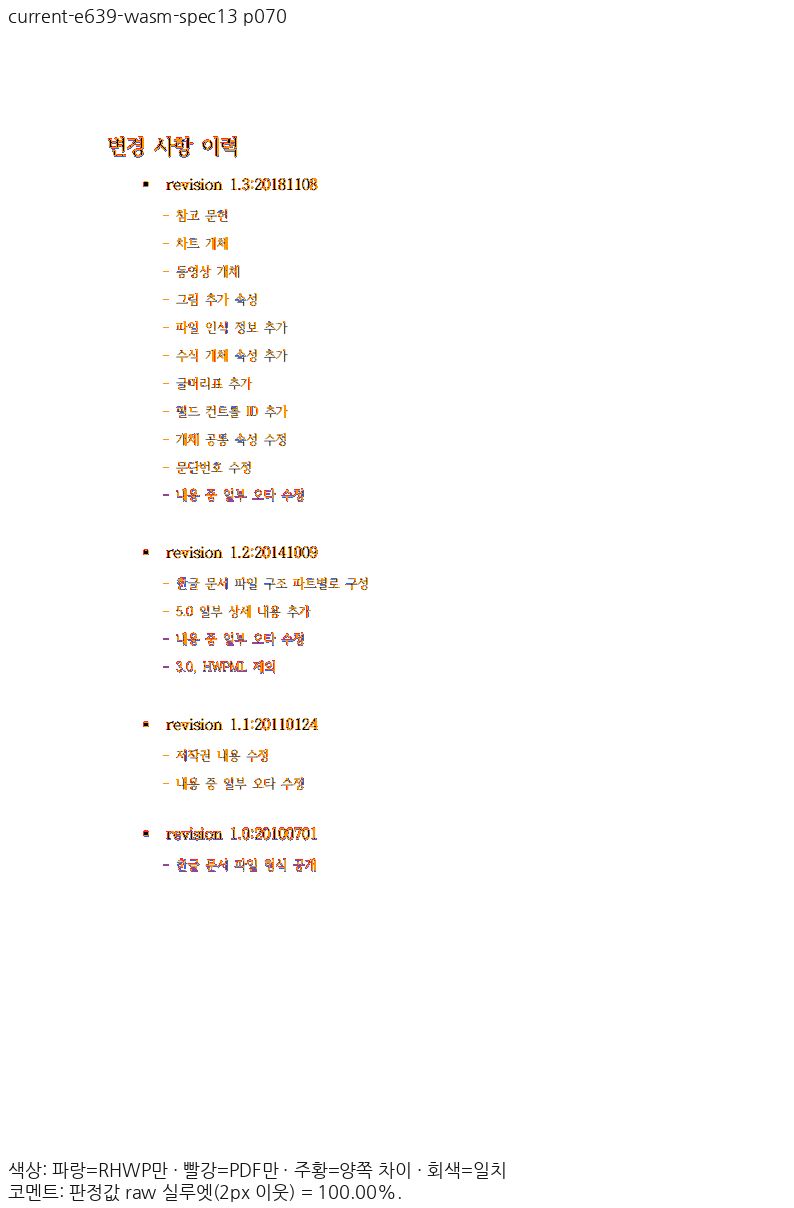 current-e639-wasm-spec13 p070
변경 사항 이력
▪ revision 1.3:20181108
- 참고 문헌
- 차트 개체
- 동영상 개체
- 그림 추가 속성
- 파일 인식 정보 추가
- 수식 개체 속성 추가
- 글머리표 추가
- 필드 컨트롤 ID 추가
- 개체 공통 속성 수정
- 문단번호 수정
- 내용 중 일부 오타 수정
▪ revision 1.2:20141009
- 한글 문서 파일 구조 파트별로 구성
- 5.0 일부 상세 내용 추가
- 내용 중 일부 오타 수정
- 3.0, HWPML 제외
▪ revision 1.1:20110124
- 저작권 내용 수정
- 내용 중 일부 오타 수정
▪ revision 1.0:20100701
- 한글 문서 파일 형식 공개
색상: 파랑=RHWP만 · 빨강=PDF만 · 주황=양쪽 차이 · 회색=일치
코멘트: 판정값 raw 실루엣(2px 이웃) = 100.00%.